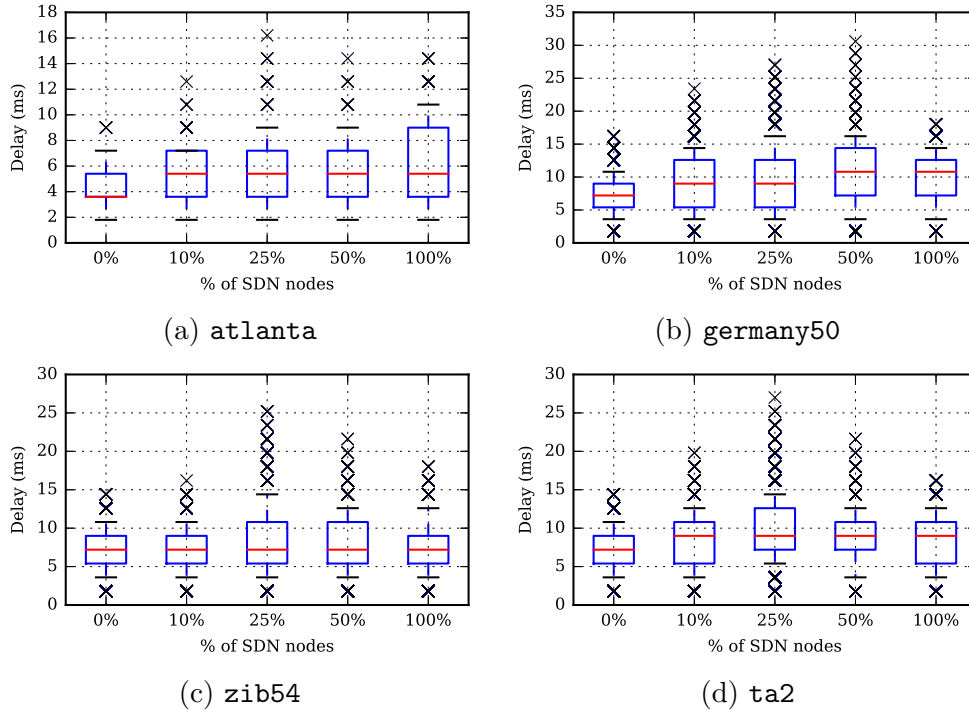 18
16
14
12
10
8
6
4
2
0
Delay (ms)
0% 10% 25% 50% 100%
% of SDN nodes
(a) atlanta
35
30
25
20
15
10
5
0
Delay (ms)
0% 10% 25% 50% 100%
% of SDN nodes
(b) germany50
30
25
20
15
10
5
0
Delay (ms)
0% 10% 25% 50% 100%
% of SDN nodes
(c) zib54
30
25
20
15
10
5
0
Delay (ms)
0% 10% 25% 50% 100%
% of SDN nodes
(d) ta2